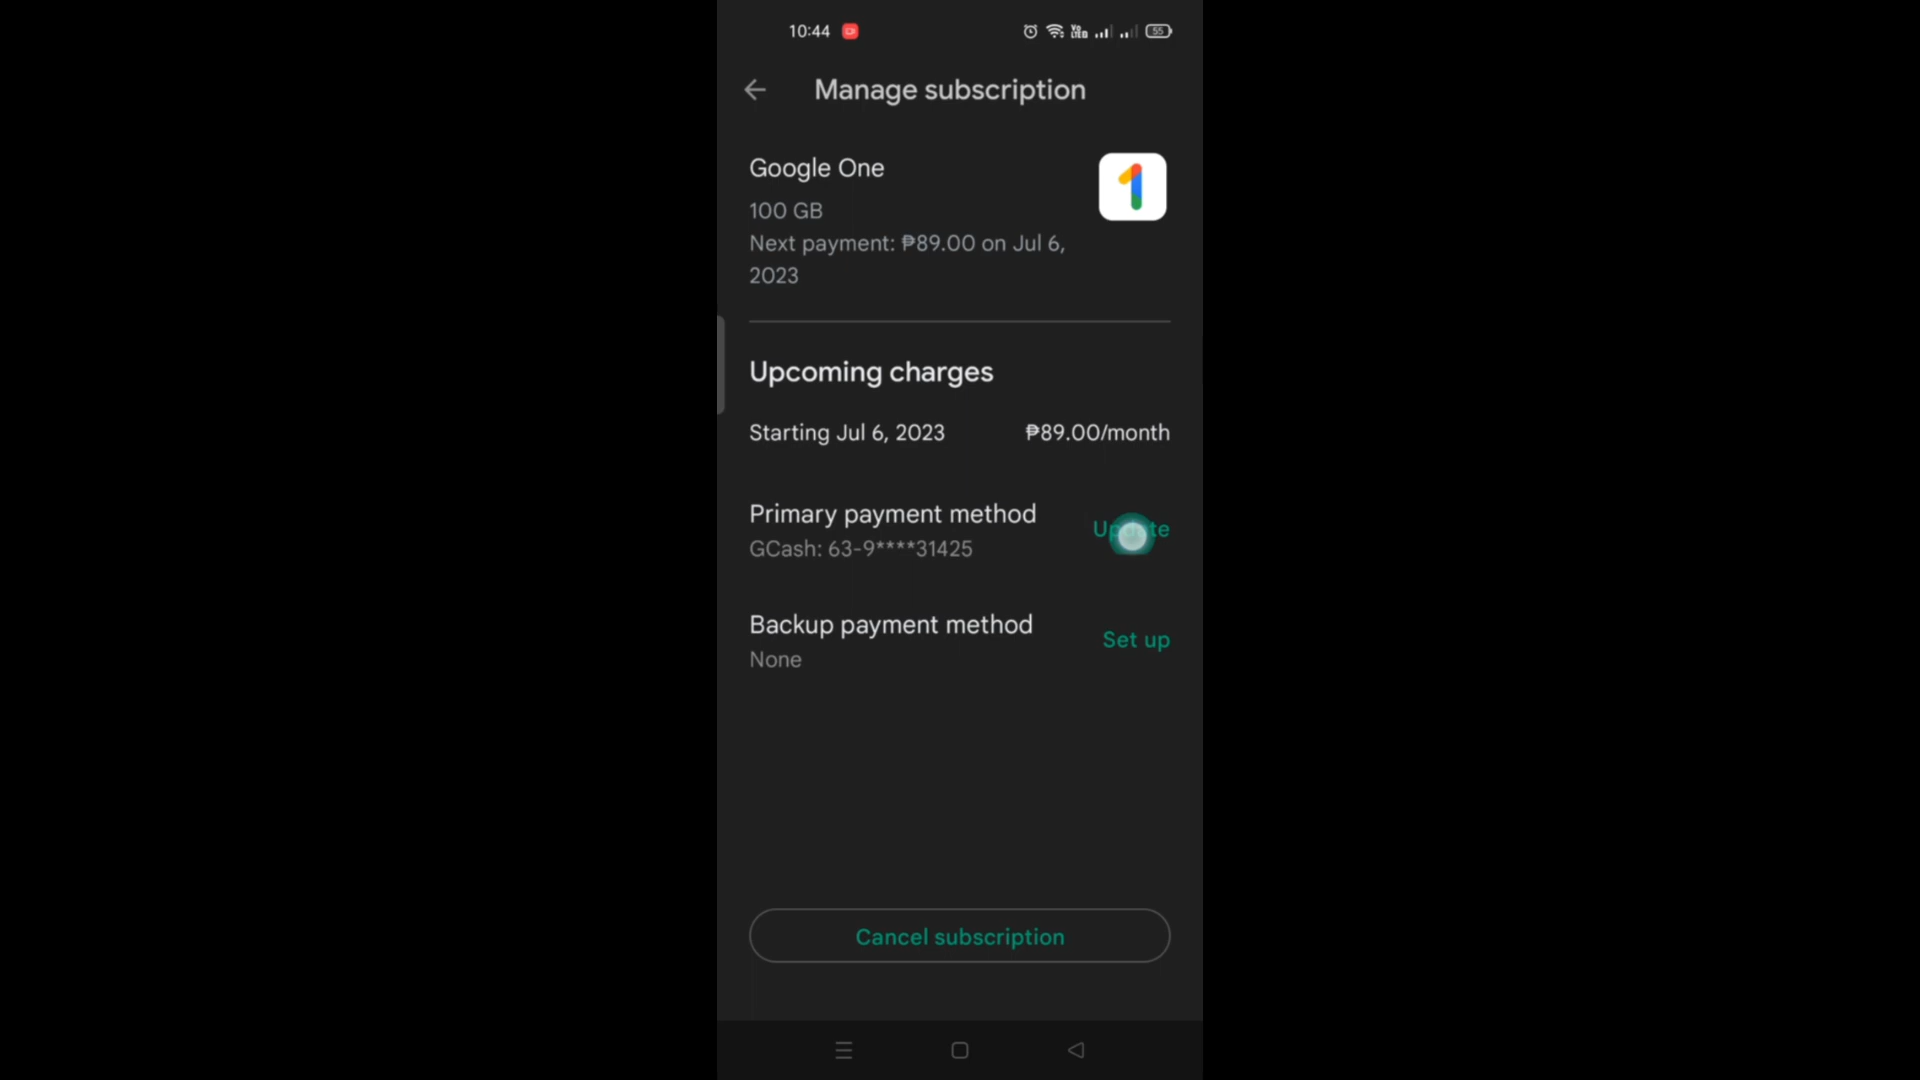 10:44
Manage subscription
Google One
100 GB
Next payment: ₱89.00 on Jul 6,
2023
Upcoming charges
Starting Jul 6, 2023 ₱89.00/month
Primary payment method
Update
GCash: 63-9****31425
Backup payment method
Set up
None
Cancel subscription